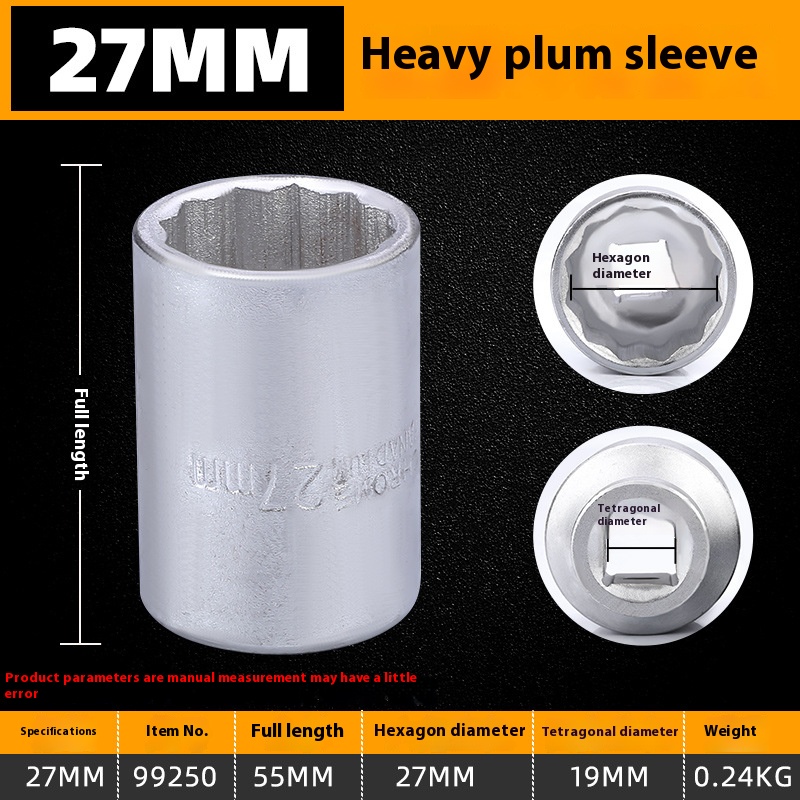 27MM
Heavy plum sleeve
Full length
27mm
Hexagon
diameter
Tetragonal
diameter
Product parameters are manual measurement may have a little
error
Specifications Item No. Full length Hexagon diameter Tetragonal diameter Weight
27MM 99250 55MM 27MM 19MM 0.24KG